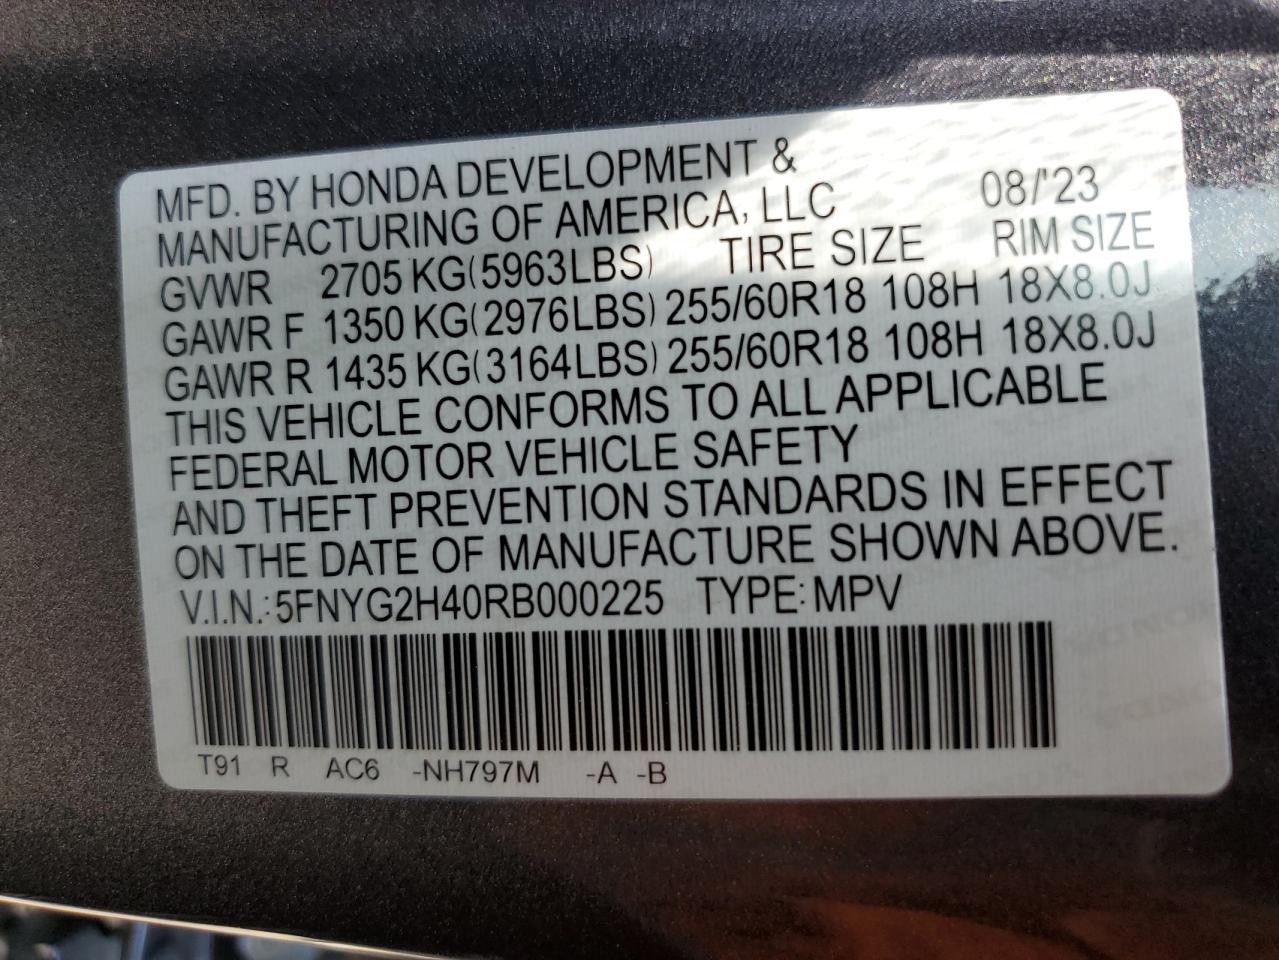 MFD. BY HONDA DEVELOPMENT &
MANUFACTURING OF AMERICA, LLC 08/'23
GVWR 2705 KG(5963LBS) TIRE SIZE RIM SIZE
GAWR F 1350 KG(2976LBS) 255/60R18 108H 18X8.0J
GAWR R 1435 KG(3164LBS) 255/60R18 108H 18X8.0J
THIS VEHICLE CONFORMS TO ALL APPLICABLE
FEDERAL MOTOR VEHICLE SAFETY
AND THEFT PREVENTION STANDARDS IN EFFECT
ON THE DATE OF MANUFACTURE SHOWN ABOVE.
V.I.N.: 5FNYG2H40RB000225 TYPE: MPV
T91 R AC6 -NH797M -A -B